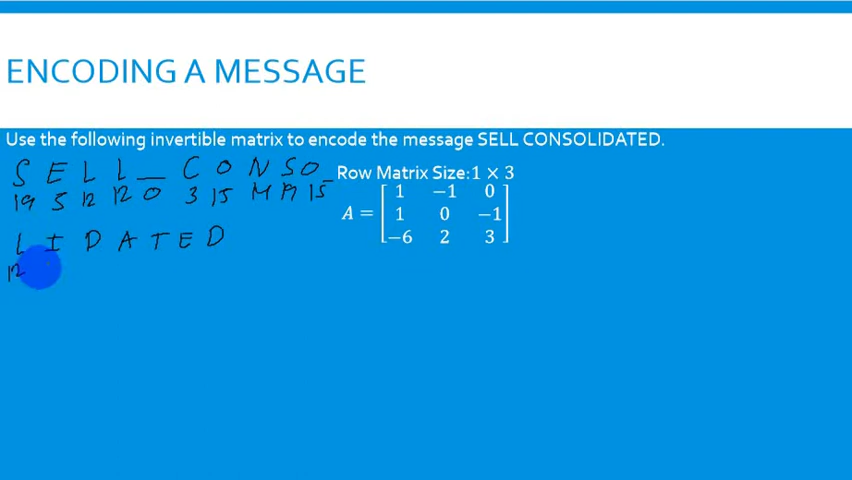 ENCODING A MESSAGE
Use the following invertible matrix to encode the message SELL CONSOLIDATED.
S E L L _ C O N S O
Row Matrix Size: 1 × 3
19 5 12 12 0 3 15 14 19 15
A = [ 1 −1 0
1 0 −1
−6 2 3 ]
L I D A T E D
12